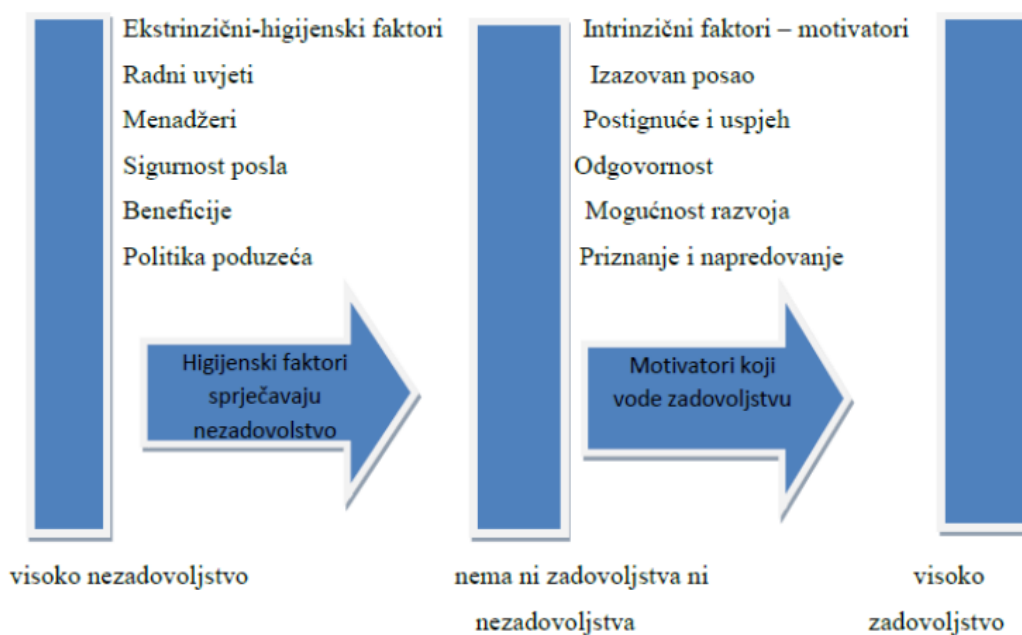 Ekstrinzični-higijenski faktori
Radni uvjeti
Menadžeri
Sigurnost posla
Beneficije
Politika poduzeća
Higijenski faktori
sprječavaju
nezadovolstvo
Intrinzični faktori – motivatori
Izazovan posao
Postignuće i uspjeh
Odgovornost
Mogućnost razvoja
Priznanje i napredovanje
Motivatori koji
vode zadovoljstvu
visoko nezadovoljstvo
nema ni zadovoljstva ni
nezadovoljstva
visoko
zadovoljstvo